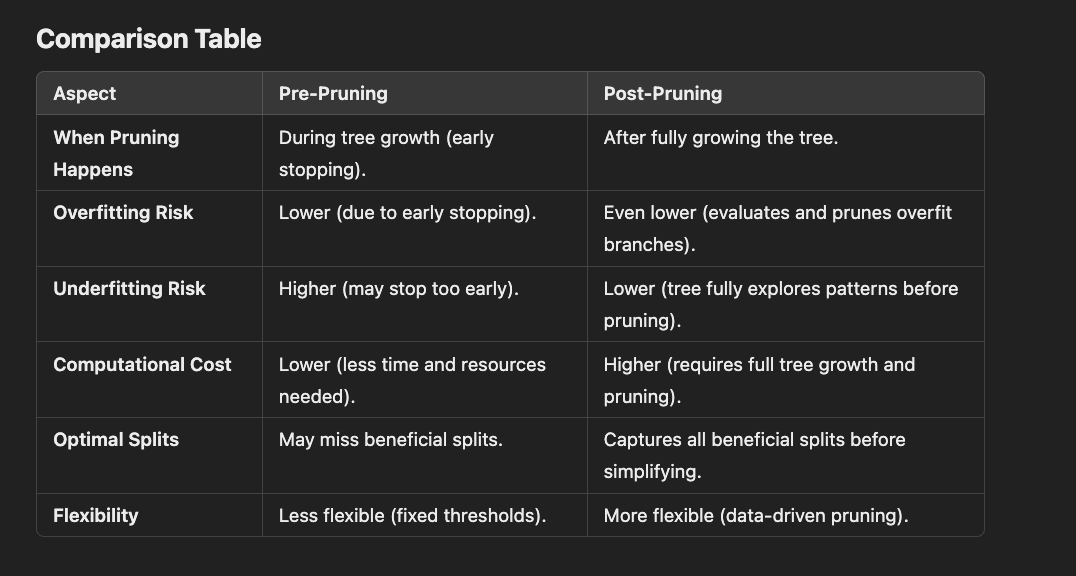 Comparison Table
Aspect
Pre-Pruning
Post-Pruning
When Pruning
Happens
During tree growth (early
stopping).
After fully growing the tree.
Overfitting Risk
Lower (due to early stopping).
Even lower (evaluates and prunes overfit
branches).
Underfitting Risk
Higher (may stop too early).
Lower (tree fully explores patterns before
pruning).
Computational Cost
Lower (less time and resources
needed).
Higher (requires full tree growth and
pruning).
Optimal Splits
May miss beneficial splits.
Captures all beneficial splits before
simplifying.
Flexibility
Less flexible (fixed thresholds).
More flexible (data-driven pruning).